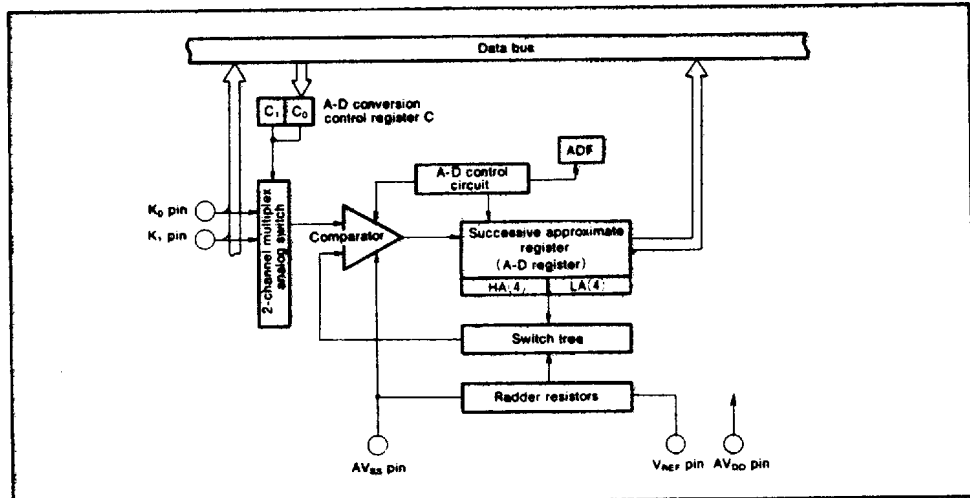 Data bus
C₁ C₀
A-D conversion
control register C
ADF
A-D control
circuit
K₀ pin
K₁ pin
2-channel multiplex
analog switch
Comparator
Successive approximate
register
(A-D register)
HA(4) LA(4)
Switch tree
Radder resistors
AVSS pin
VREF pin
AVDD pin